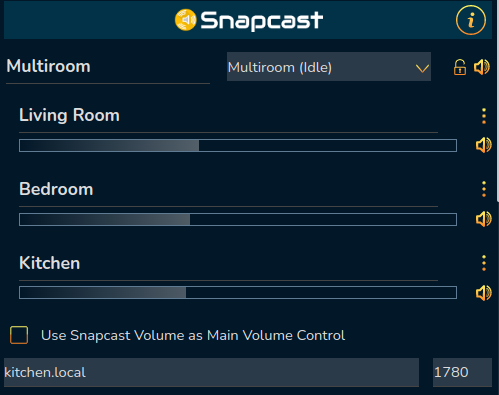 Snapcast
i
Multiroom
Multiroom (Idle)
Living Room
Bedroom
Kitchen
Use Snapcast Volume as Main Volume Control
kitchen.local
1780